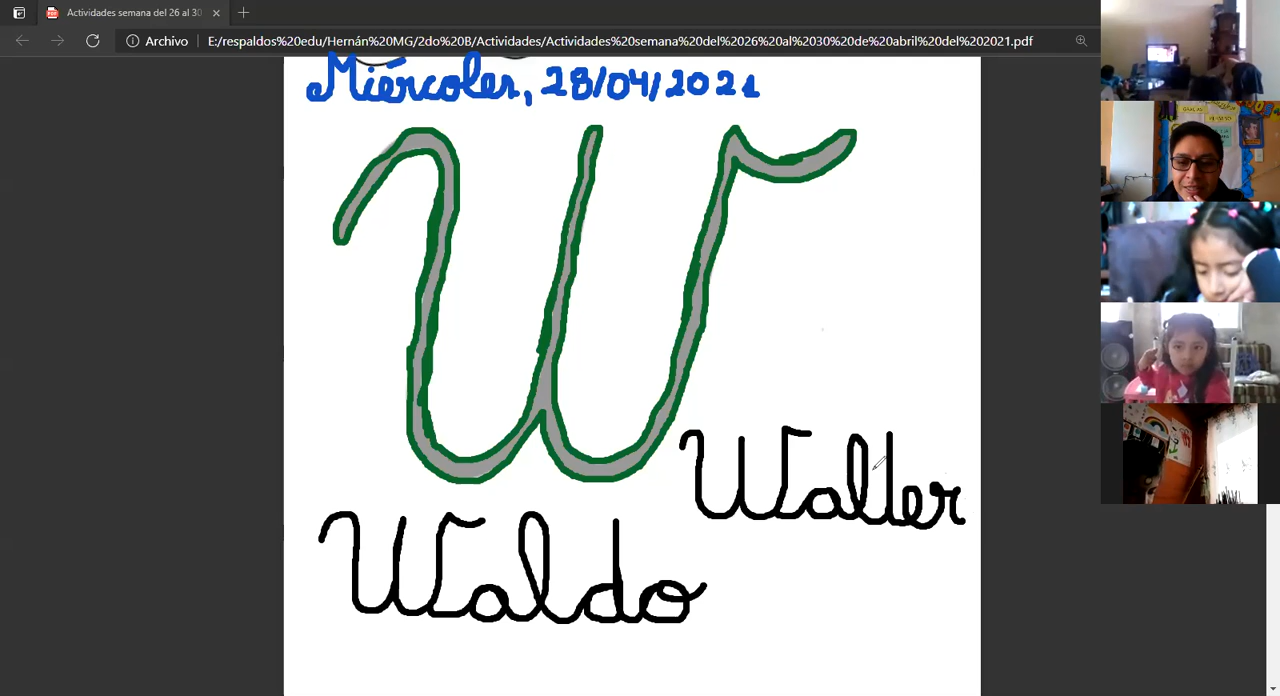 Actividades semana del 26 al 30
Archivo
E:/respaldos%20edu/Hernán%20MG/2do%20B/Actividades/Actividades%20semana%20del%2026%20al%2030%20de%20abril%20del%202021.pdf
Miércoles, 28/04/2021
W
Walter
Waldo